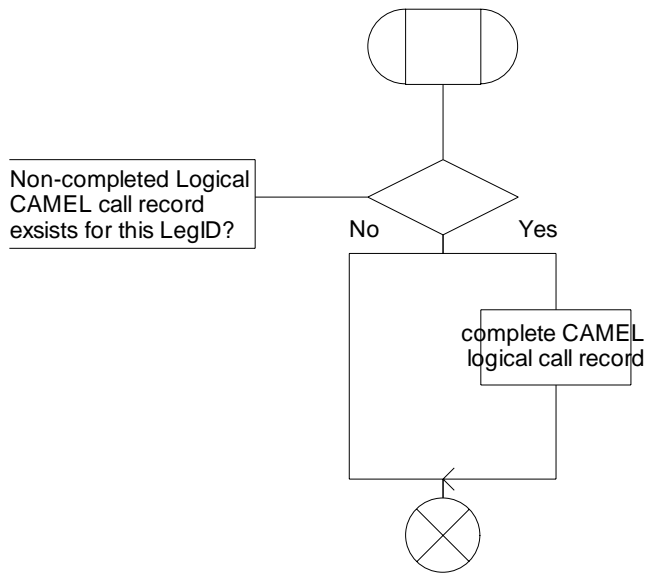 Non-completed Logical
CAMEL call record
exsists for this LegID?
No
Yes
complete CAMEL
logical call record